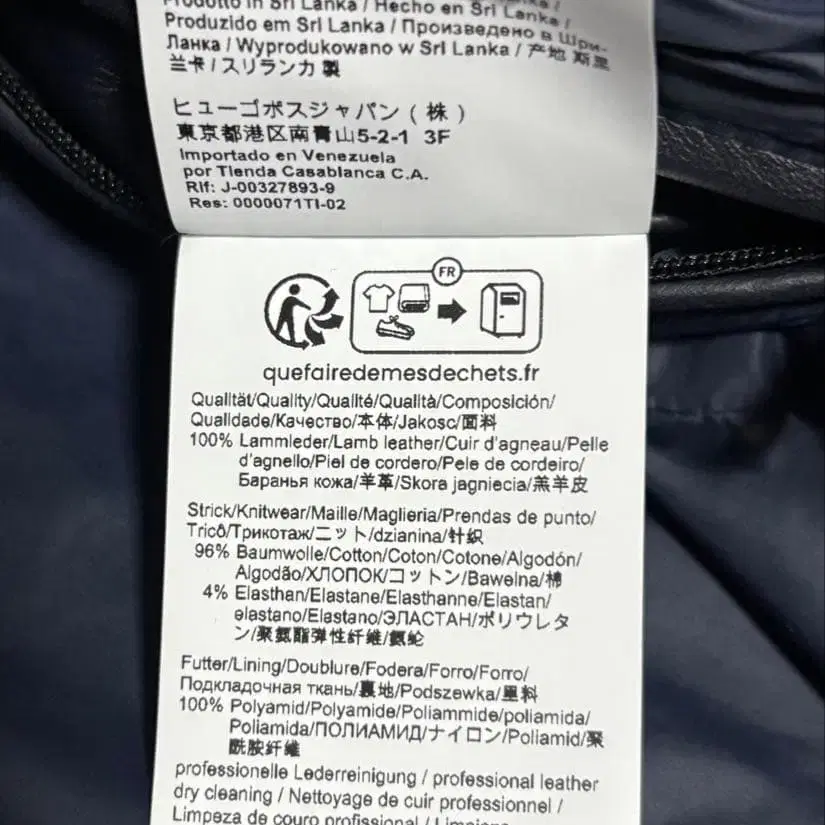 Prodotto in Sri Lanka / Hecho en Sri Lanka /
Produzido em Sri Lanka / Произведено в Шри-
Ланка / Wyprodukowano w Sri Lanka / 产地 斯里
兰卡 / スリランカ 製
ヒューゴボスジャパン ( 株 )
東京都港区南青山5-2-1 3F
Importado en Venezuela
por Tienda Casablanca C.A.
Rif: J-00327893-9
Res: 0000071TI-02
FR
quefairedemesdechets.fr
Qualität/Quality/Qualité/Qualità/Composición/
Qualidade/Качество/本体/Jakosc/面料
100% Lammleder/Lamb leather/Cuir d'agneau/Pelle
d'agnello/Piel de cordero/Pele de cordeiro/
Баранья кожа/羊革/Skora jagniecia/羔羊皮
Strick/Knitwear/Maille/Maglieria/Prendas de punto/
Tricô/Трикотаж/ニット/dzianina/针织
96% Baumwolle/Cotton/Coton/Cotone/Algodón/
Algodão/ХЛОПОК/コットン/Bawelna/棉
4% Elasthan/Elastane/Elasthanne/Elastan/
elastano/Elastano/ЭЛАСТАН/ポリウレタ
ン/聚氨酯弹性纤维/氨纶
Futter/Lining/Doublure/Fodera/Forro/Forro/
Подкладочная ткань/裏地/Podszewka/里料
100% Polyamid/Polyamide/Poliammide/poliamida/
Poliamida/ПОЛИАМИД/ナイロン/Poliamid/聚
酰胺纤维
professionelle Lederreinigung / professional leather
dry cleaning / Nettoyage de cuir professionnel /
Limpeza de couro profissional / Limpieza